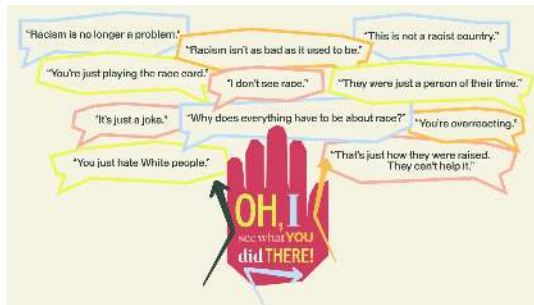 "Racism is no longer a problem."
"Racism isn't as bad as it used to be."
"This is not a racist country."
"You're just playing the race card."
"I don't see race."
"They were just a person of their time."
"It's just a joke."
"Why does everything have to be about race?"
"You're overreacting."
"You just hate White people."
"That's just how they were raised.
They can't help it."
OH, I
see what YOU
did THERE!